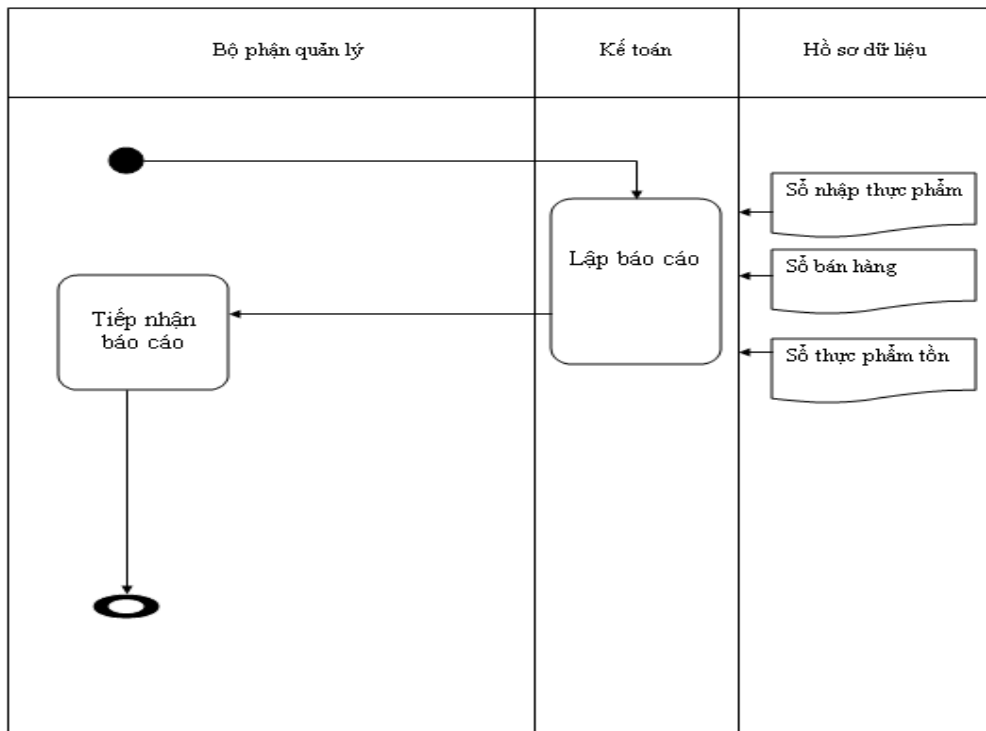 Bộ phận quản lý
Kế toán
Hồ sơ dữ liệu
Sổ nhập thực phẩm
Lập báo cáo
Sổ bán hàng
Tiếp nhận
báo cáo
Sổ thực phẩm tồn